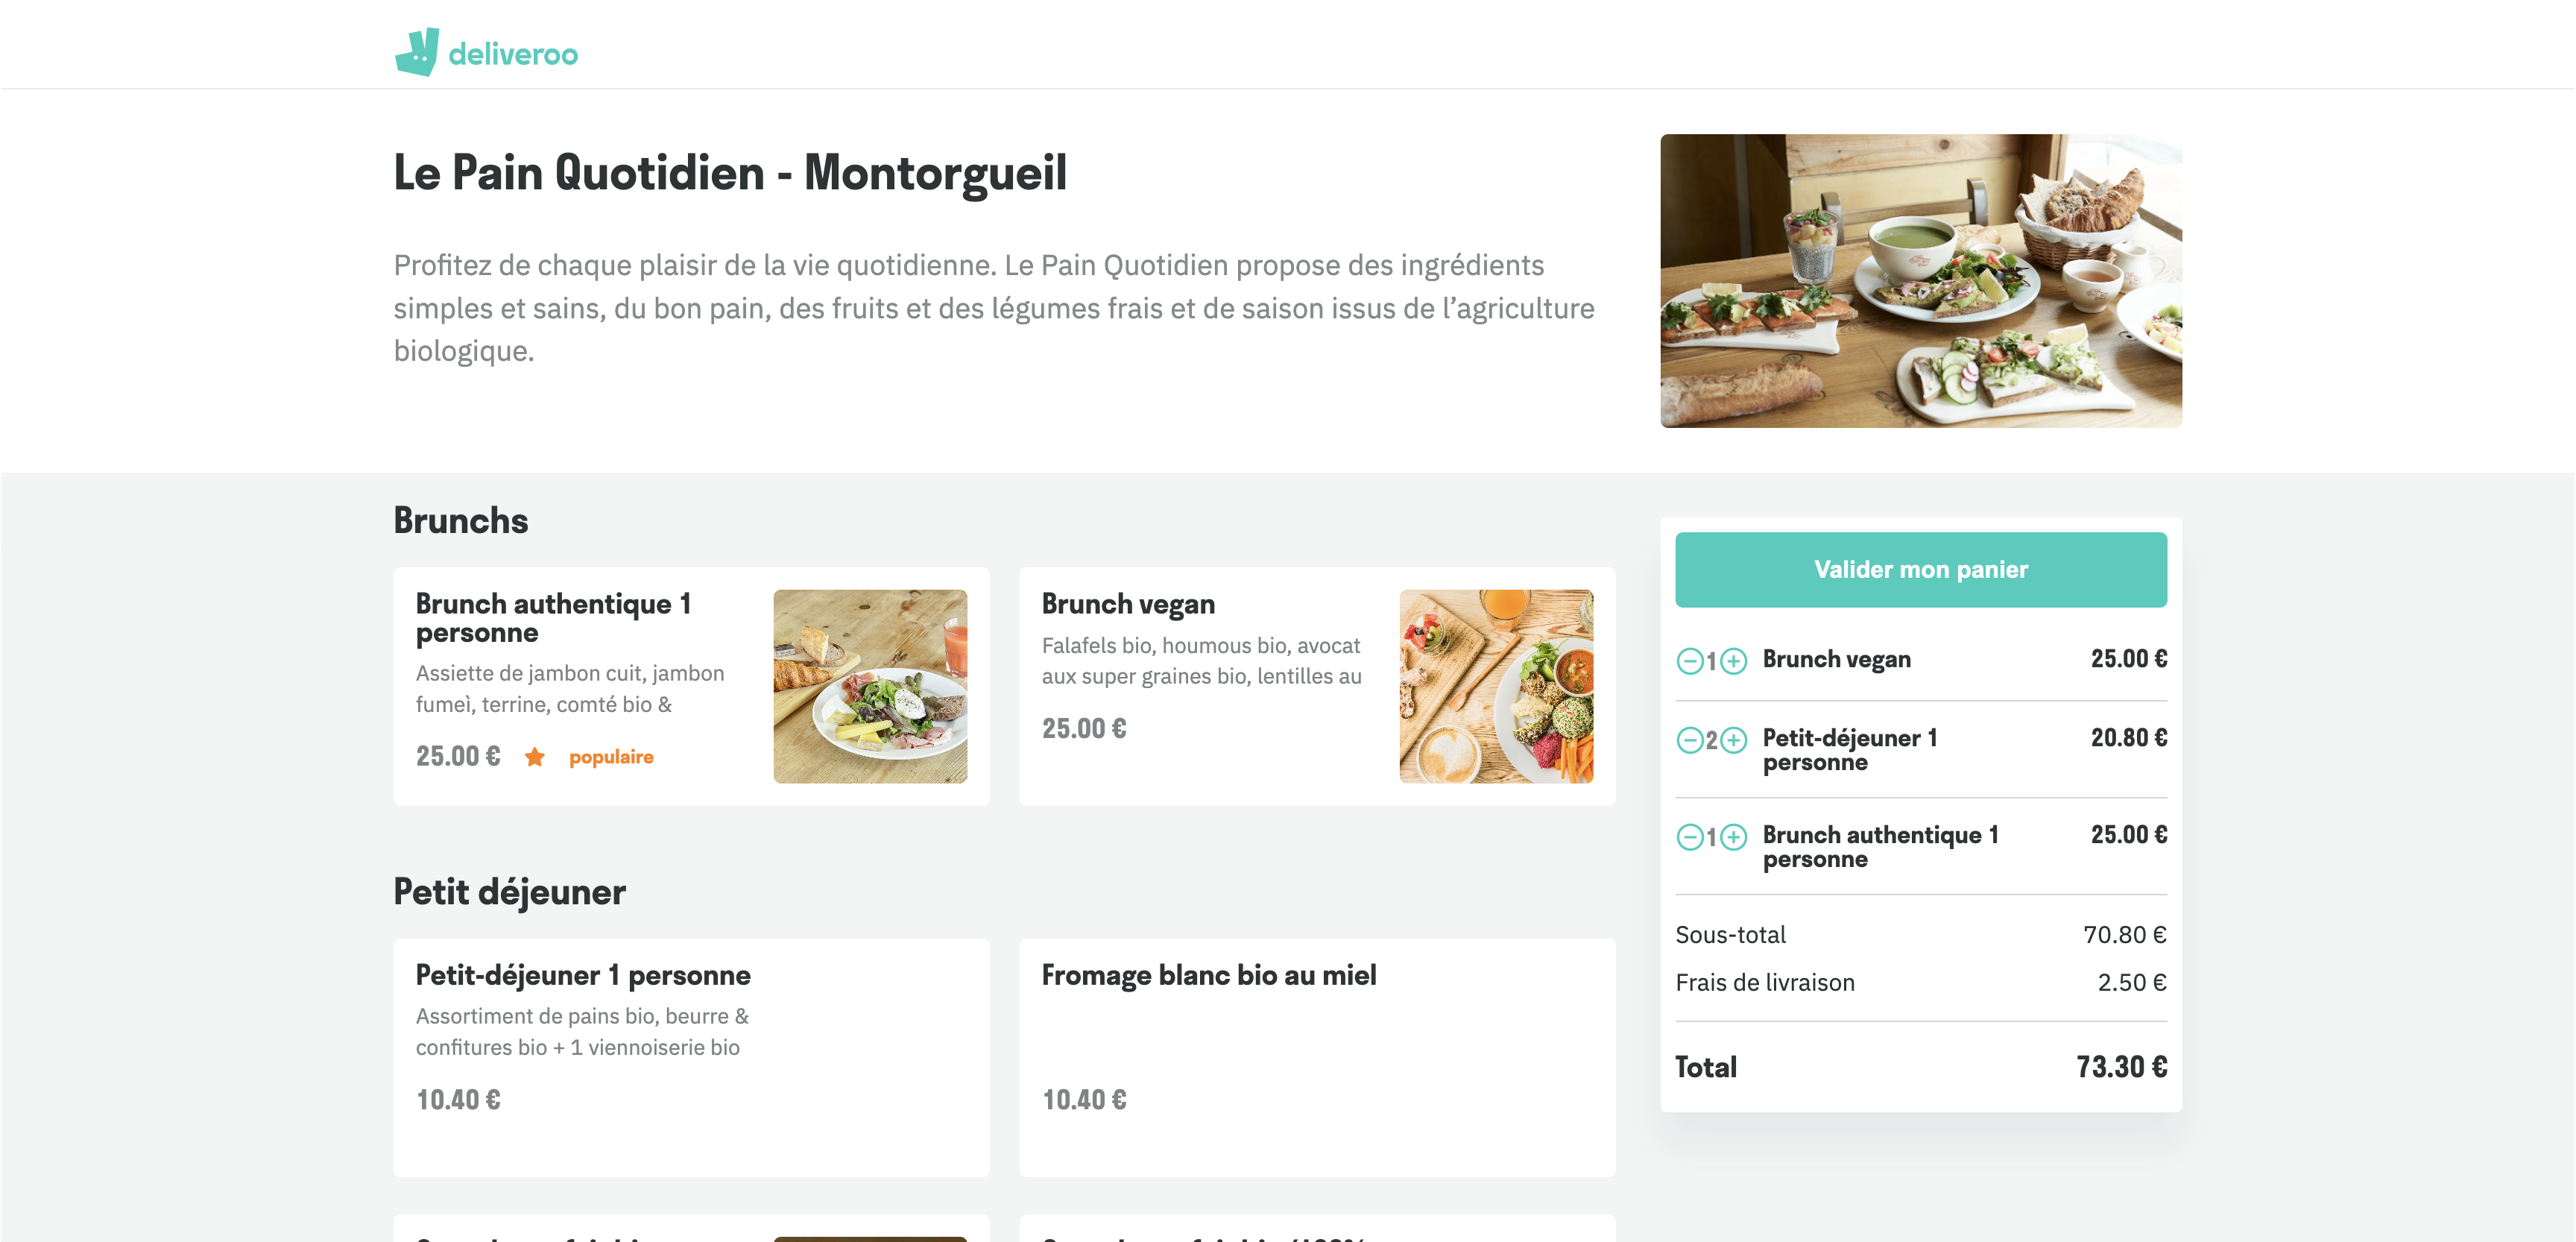 deliveroo
Le Pain Quotidien - Montorgueil
Profitez de chaque plaisir de la vie quotidienne. Le Pain Quotidien propose des ingrédients
simples et sains, du bon pain, des fruits et des légumes frais et de saison issus de l’agriculture
biologique.
Brunchs
Brunch authentique 1
personne
Assiette de jambon cuit, jambon
fumeì, terrine, comté bio &
25.00 € populaire
Brunch vegan
Falafels bio, houmous bio, avocat
aux super graines bio, lentilles au
25.00 €
Petit déjeuner
Petit-déjeuner 1 personne
Assortiment de pains bio, beurre &
confitures bio + 1 viennoiserie bio
10.40 €
Fromage blanc bio au miel
10.40 €
Valider mon panier
1 Brunch vegan 25.00 €
2 Petit-déjeuner 1 20.80 €
personne
1 Brunch authentique 1 25.00 €
personne
Sous-total 70.80 €
Frais de livraison 2.50 €
Total 73.30 €